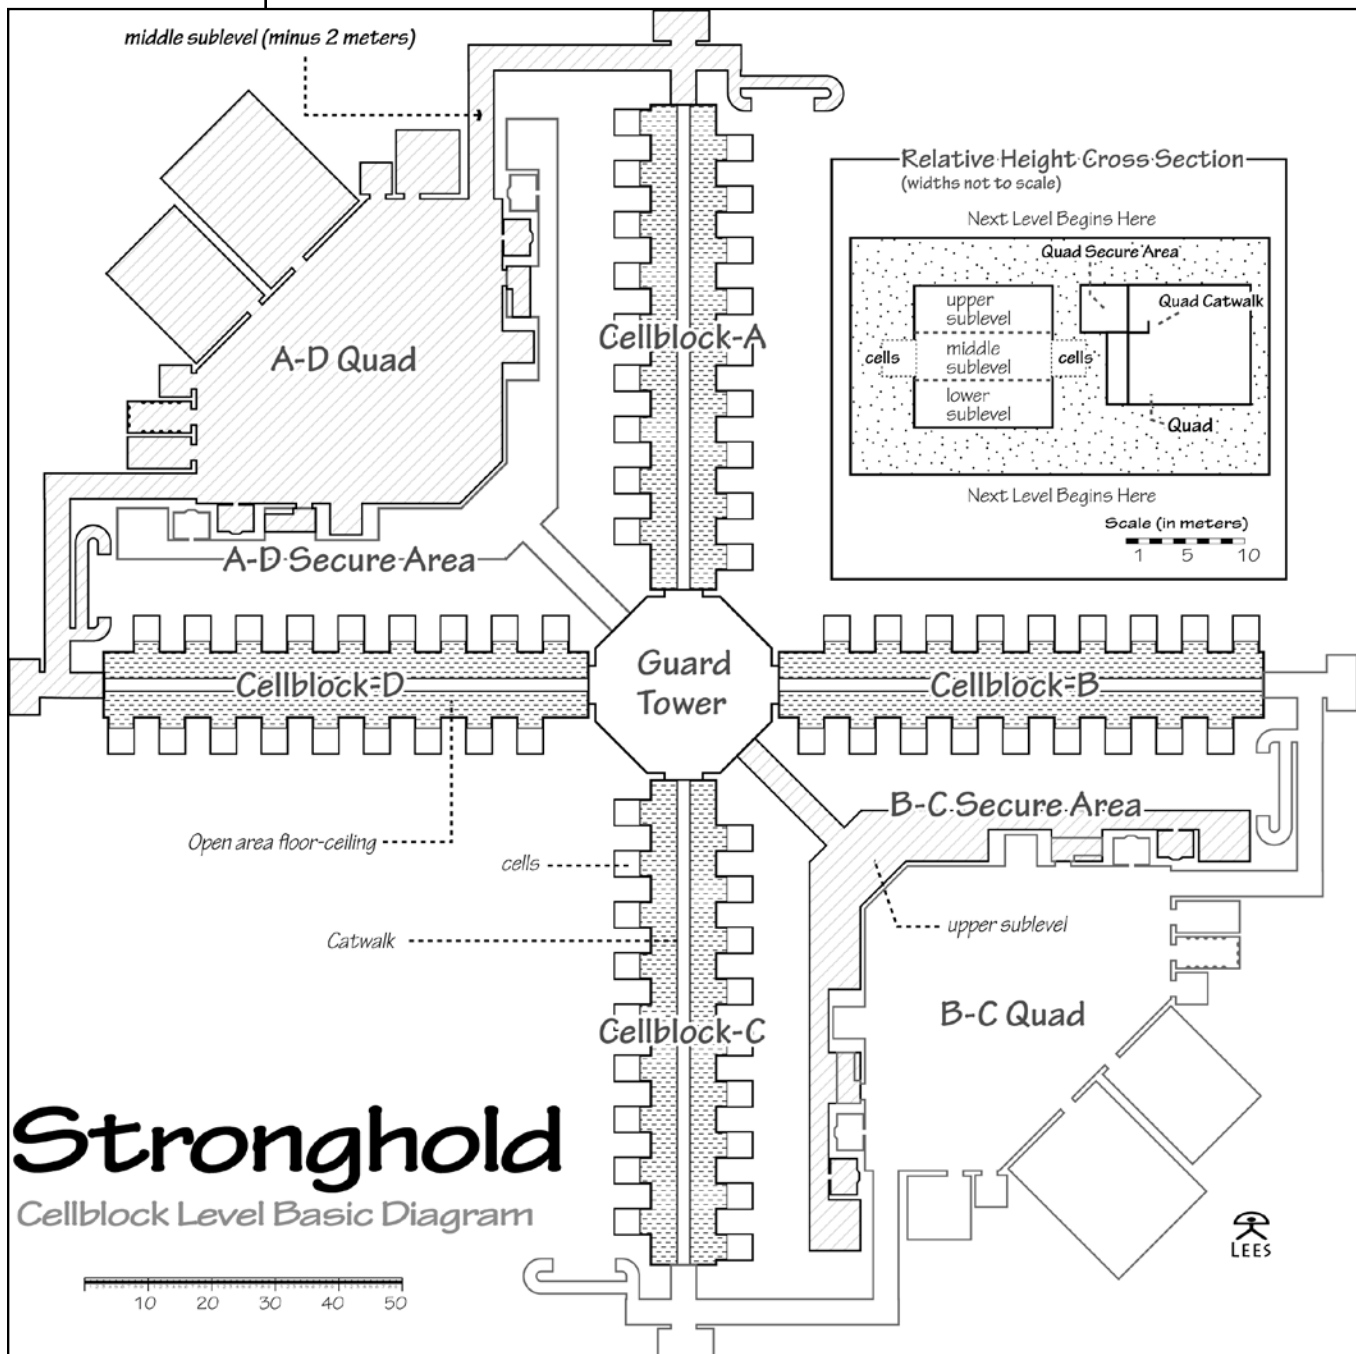 middle sublevel (minus 2 meters)
Relative Height Cross Section
(widths not to scale)
Next Level Begins Here
Quad Secure Area
upper
sublevel
Quad Catwalk
cells
middle
sublevel
cells
lower
sublevel
Quad
Next Level Begins Here
Scale (in meters)
1 5 10
Cellblock-A
A-D Quad
A-D Secure Area
Guard
Tower
Cellblock-D
Cellblock-B
Open area floor-ceiling
cells
Catwalk
B-C Secure Area
upper sublevel
B-C Quad
Cellblock-C
Stronghold
Cellblock Level Basic Diagram
10 20 30 40 50
LEES